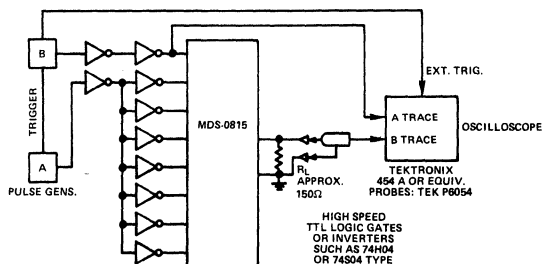 B
TRIGGER
A
PULSE GENS.
MDS-0815
EXT. TRIG.
A TRACE
B TRACE
OSCILLOSCOPE
TEKTRONIX
454 A OR EQUIV.
PROBES: TEK P6054
RL
APPROX.
150Ω
HIGH SPEED
TTL LOGIC GATES
OR INVERTERS
SUCH AS 74H04
OR 74S04 TYPE